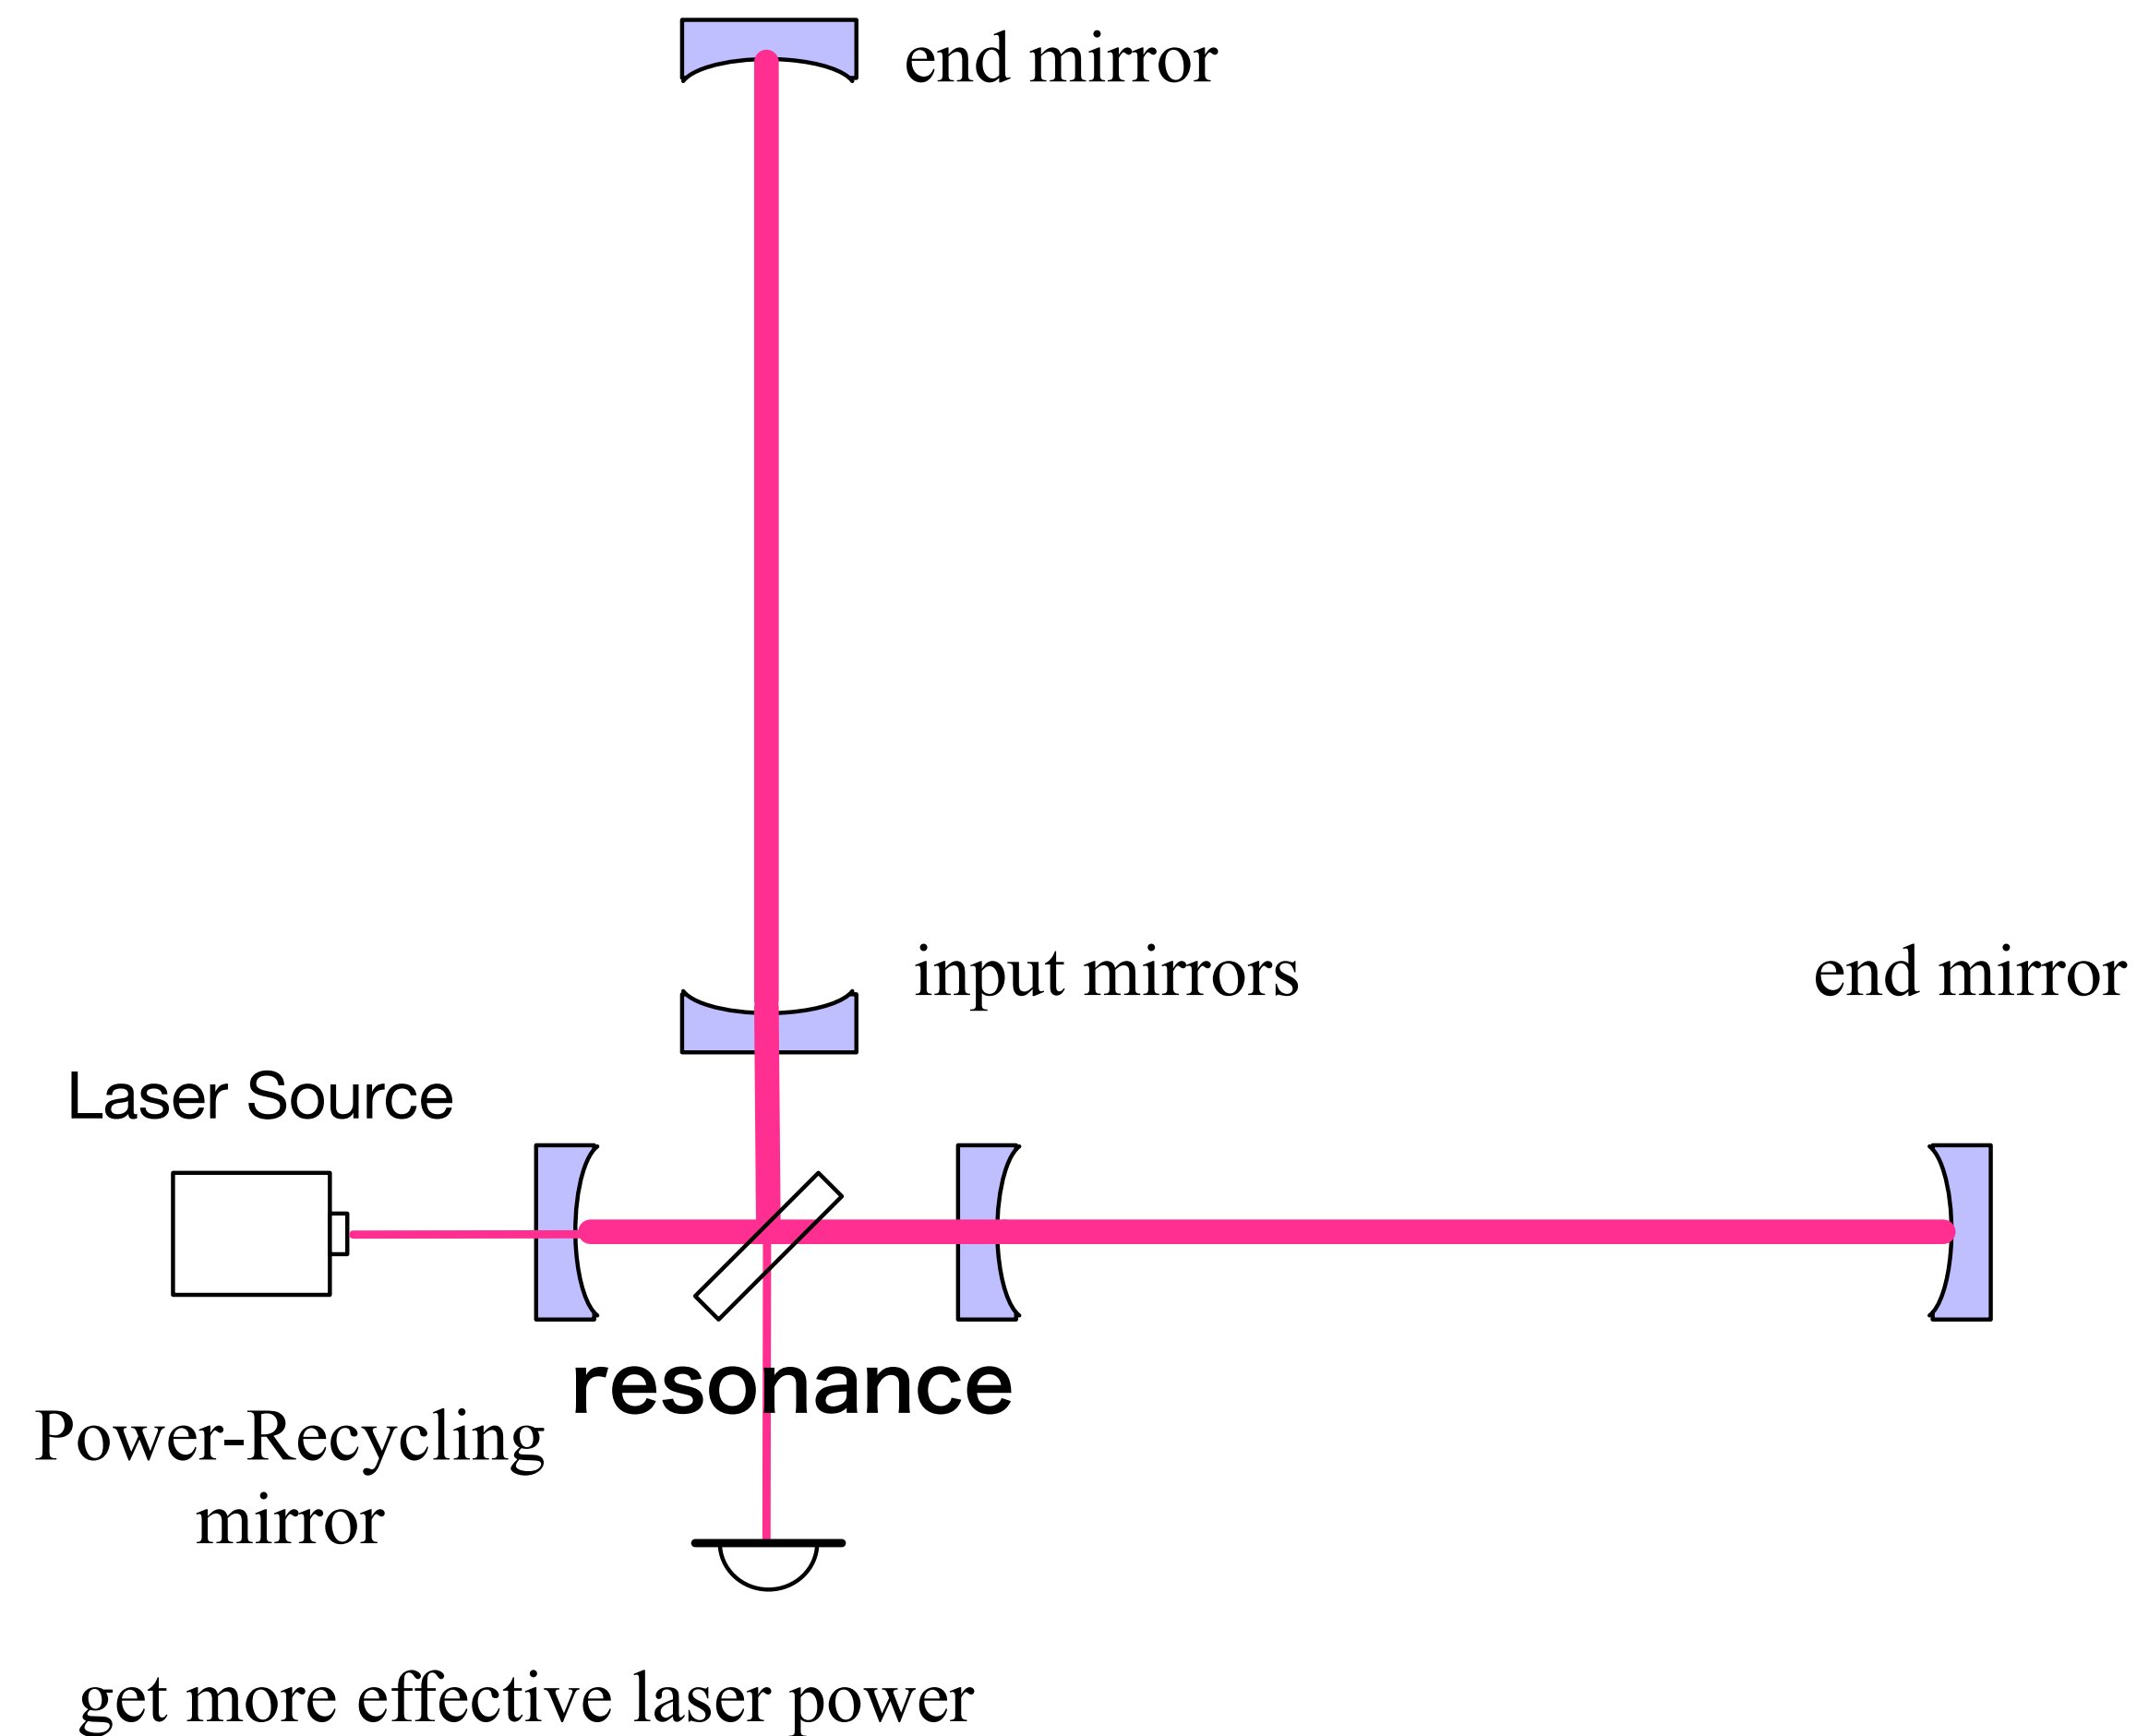 end mirror
input mirrors
end mirror
Laser Source
resonance
Power-Recycling
mirror
get more effective laser power